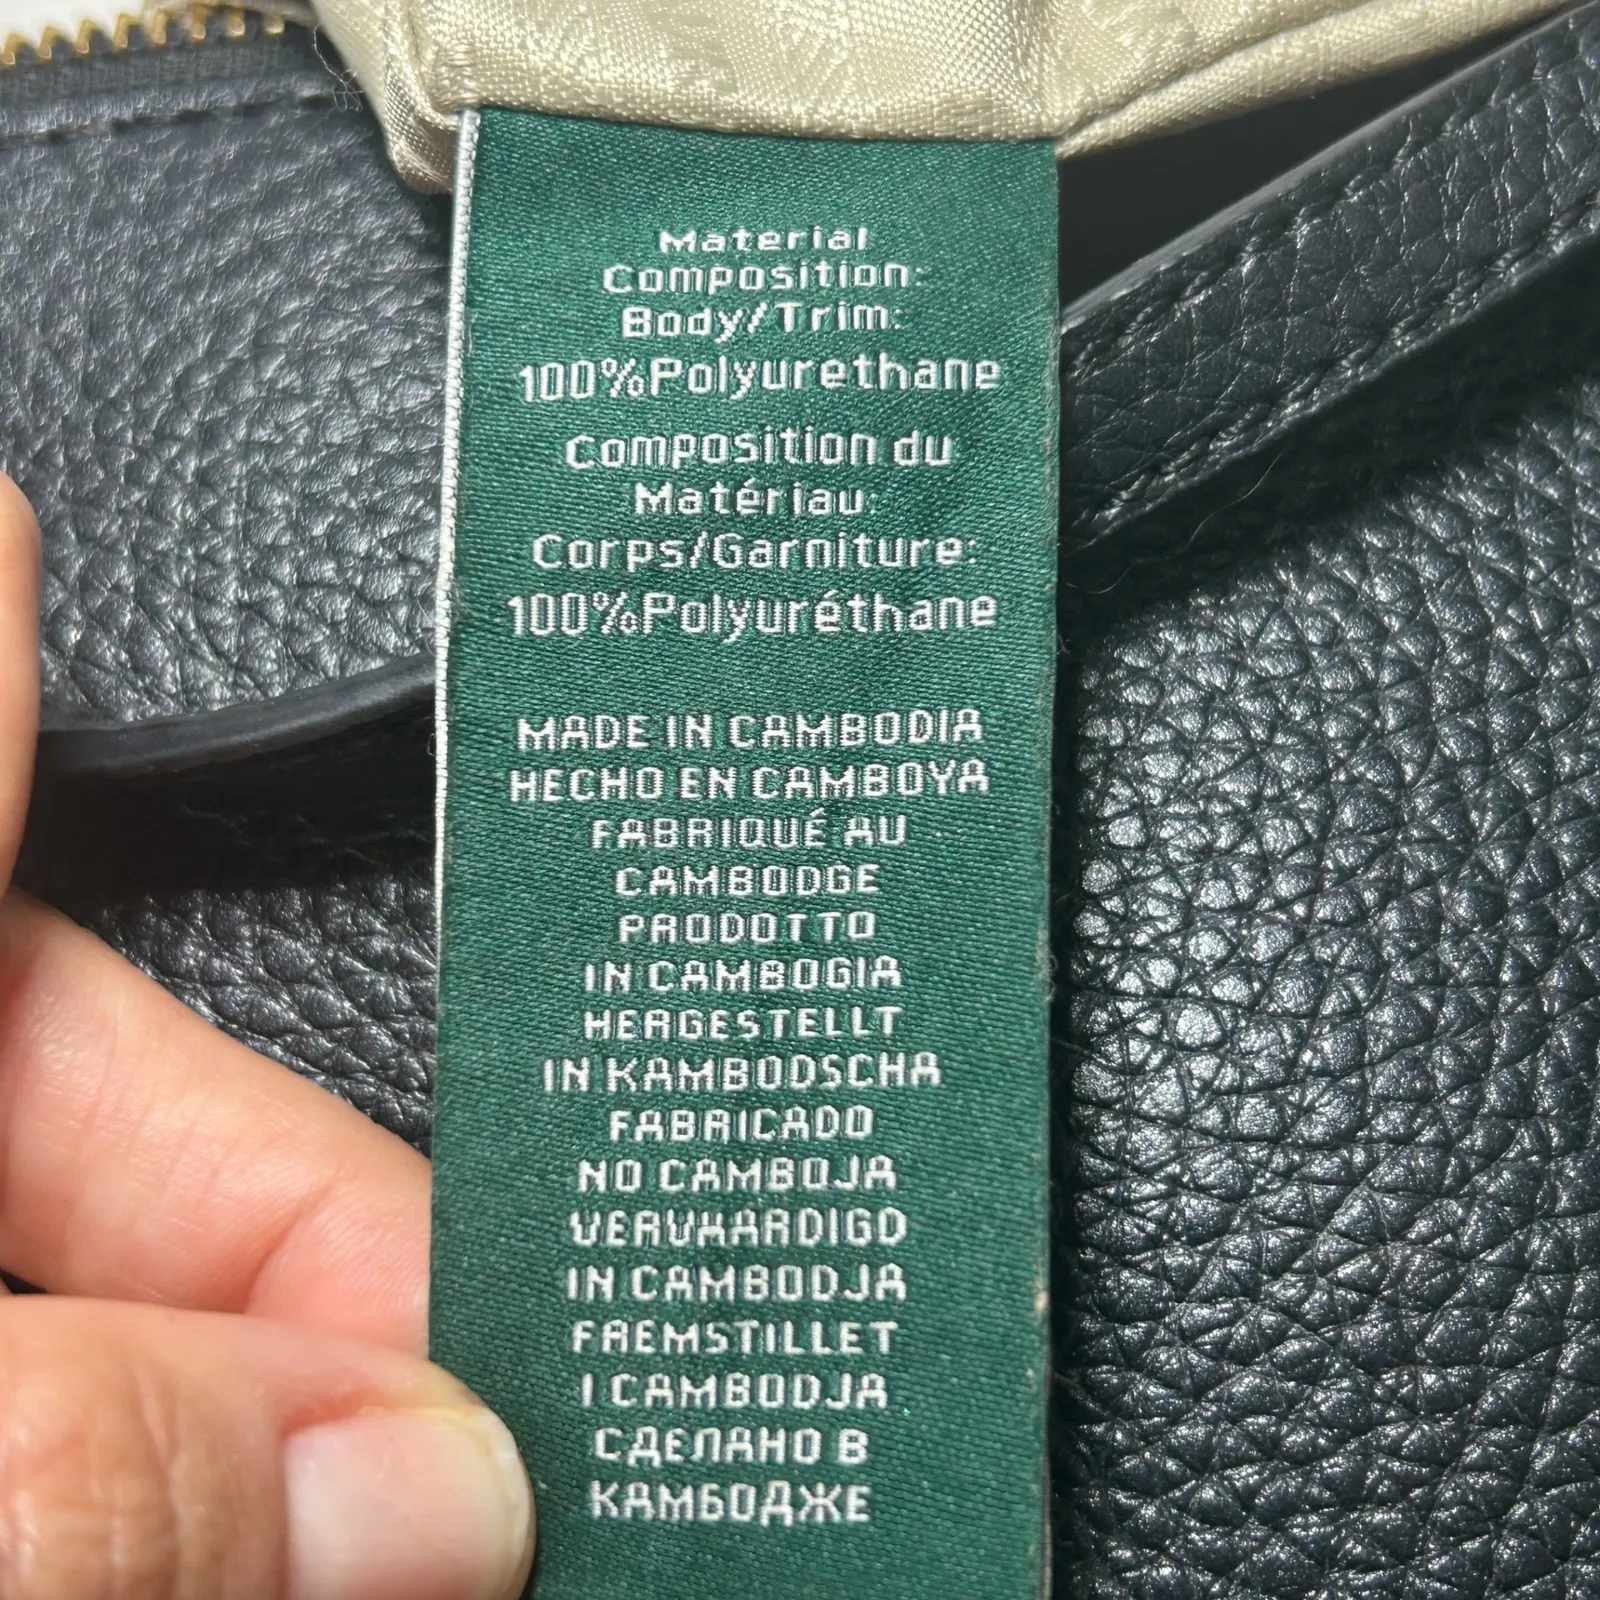 Material
Composition:
Body/Trim:
100%Polyurethane
Composition du
Matériau:
Corps/Garniture:
100%Polyuréthane
MADE IN CAMBODIA
HECHO EN CAMBOYA
FABRIQUÉ AU
CAMBODGE
PRODOTTO
IN CAMBOGIA
HERGESTELLT
IN KAMBODSCHA
FABRICADO
NO CAMBOJA
VERVAARDIGD
IN CAMBODJA
FREMSTILLET
I CAMBODJA
СДЕЛАНО В
КАМБОДЖЕ